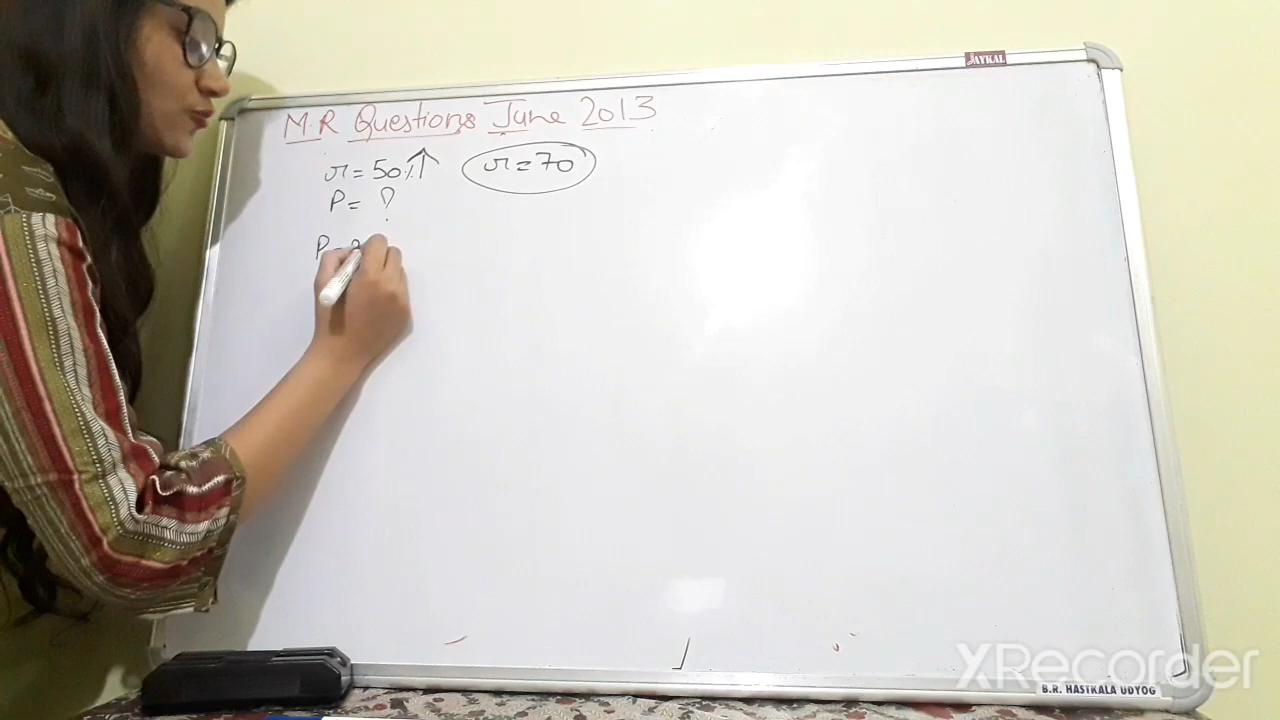 JAYKAL
M.R Questions June 2013
r = 50% ↑ r = 70
P = ?
P =
XRecorder
B.R. HASTKALA UDYOG